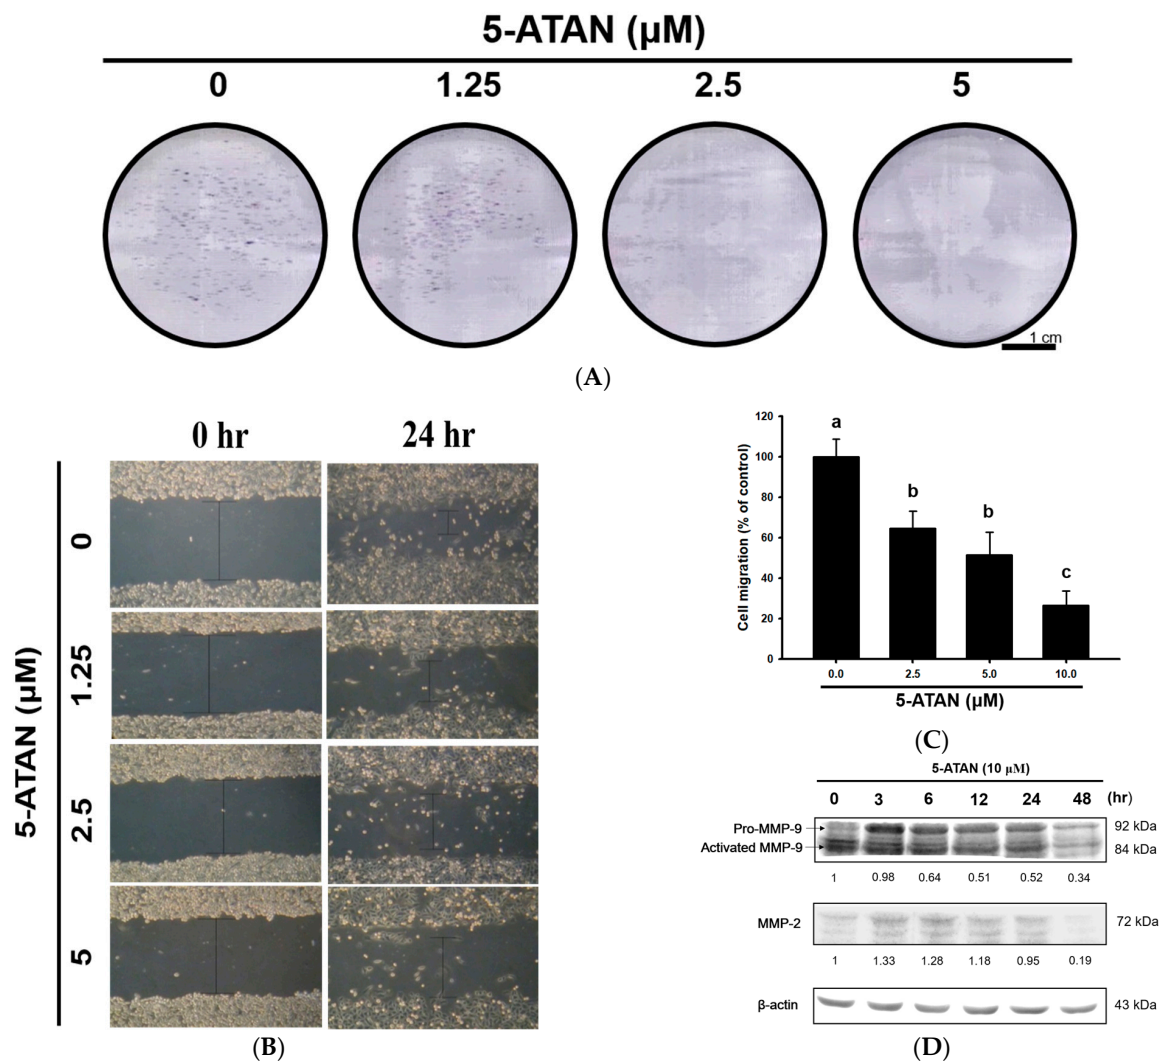 5-ATAN (µM)
0 1.25 2.5 5
1 cm
(A)
0 hr 24 hr
5-ATAN (µM)
0
1.25
2.5
5
(B)
Cell migration (% of control)
120
100
80
60
40
20
0
a
b
b
c
0.0 2.5 5.0 10.0
5-ATAN (µM)
(C)
5-ATAN (10 µM)
0 3 6 12 24 48 (hr)
Pro-MMP-9 92 kDa
Activated MMP-9 84 kDa
1 0.98 0.64 0.51 0.52 0.34
MMP-2 72 kDa
1 1.33 1.28 1.18 0.95 0.19
β-actin 43 kDa
(D)